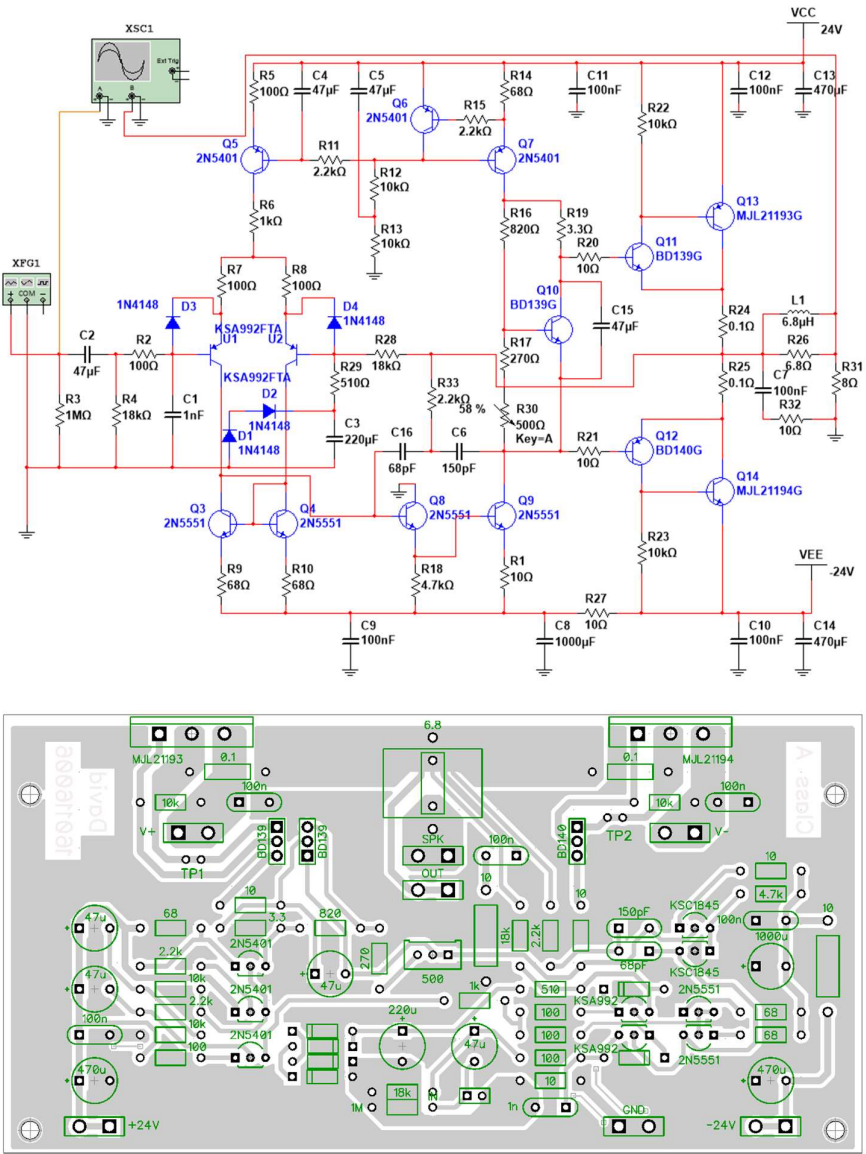 XSC1
Ext Trig
A
B
VCC
24V
R5
100Ω
C4
47µF
C5
47µF
Q6
2N5401
R15
2.2kΩ
R14
68Ω
C11
100nF
C12
100nF
C13
470µF
R22
10kΩ
Q5
2N5401
R11
2.2kΩ
Q7
2N5401
R12
10kΩ
R13
10kΩ
R6
1kΩ
R16
820Ω
R19
3.3Ω
R20
10Ω
Q11
BD139G
Q13
MJL21193G
XFG1
COM
R7
100Ω
R8
100Ω
1N4148
D3
D4
1N4148
Q10
BD139G
C15
47µF
R24
0.1Ω
L1
6.8µH
KSA992FTA
U1
U2
KSA992FTA
C2
47µF
R2
100Ω
R28
18kΩ
R17
270Ω
R26
6.8Ω
R25
0.1Ω
C7
100nF
R31
8Ω
R29
510Ω
R33
2.2kΩ
58 %
R30
500Ω
Key=A
R32
10Ω
R3
1MΩ
R4
18kΩ
C1
1nF
D2
1N4148
D1
1N4148
C3
220µF
C16
68pF
C6
150pF
R21
10Ω
Q12
BD140G
Q3
2N5551
Q4
2N5551
Q8
2N5551
Q9
2N5551
Q14
MJL21194G
R9
68Ω
R10
68Ω
R18
4.7kΩ
R1
10Ω
R23
10kΩ
VEE
-24V
R27
10Ω
C9
100nF
C8
1000µF
C10
100nF
C14
470µF
6.8
MJL21193
0.1
0.1
MJL21194
David
Class A
100n
10k
V+
TP1
BD139
BD139
SPK
OUT
100n
10
BD140
TP2
10k
100n
V-
10
4.7k
47u
68
10
3.3
820
270
47u
500
18k
2.2k
10
150pF
68pF
KSC1845
KSC1845
100n
1000u
10
2N5401
2.2k
47u
10k
2N5401
2.2k
100n
10k
2N5401
100
470u
+24V
220u
1k
47u
510
100
100
100
10
KSA992
KSA992
2N5551
2N5551
68
68
18k
1M
IN
1n
GND
470u
-24V